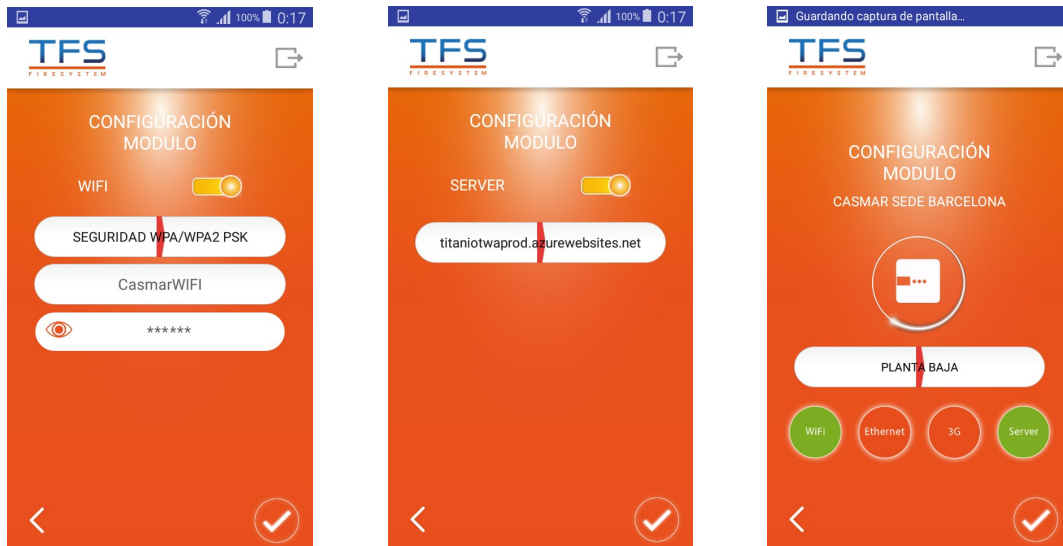 100% 0:17
TFS
FIRESYSTEM
CONFIGURACIÓN
MODULO
WIFI
SEGURIDAD WPA/WPA2 PSK
CasmarWIFI
******
100% 0:17
TFS
FIRESYSTEM
CONFIGURACIÓN
MODULO
SERVER
titaniotwaprod.azurewebsites.net
Guardando captura de pantalla...
TFS
FIRESYSTEM
CONFIGURACIÓN
MODULO
CASMAR SEDE BARCELONA
PLANTA BAJA
WiFi Ethernet 3G Server